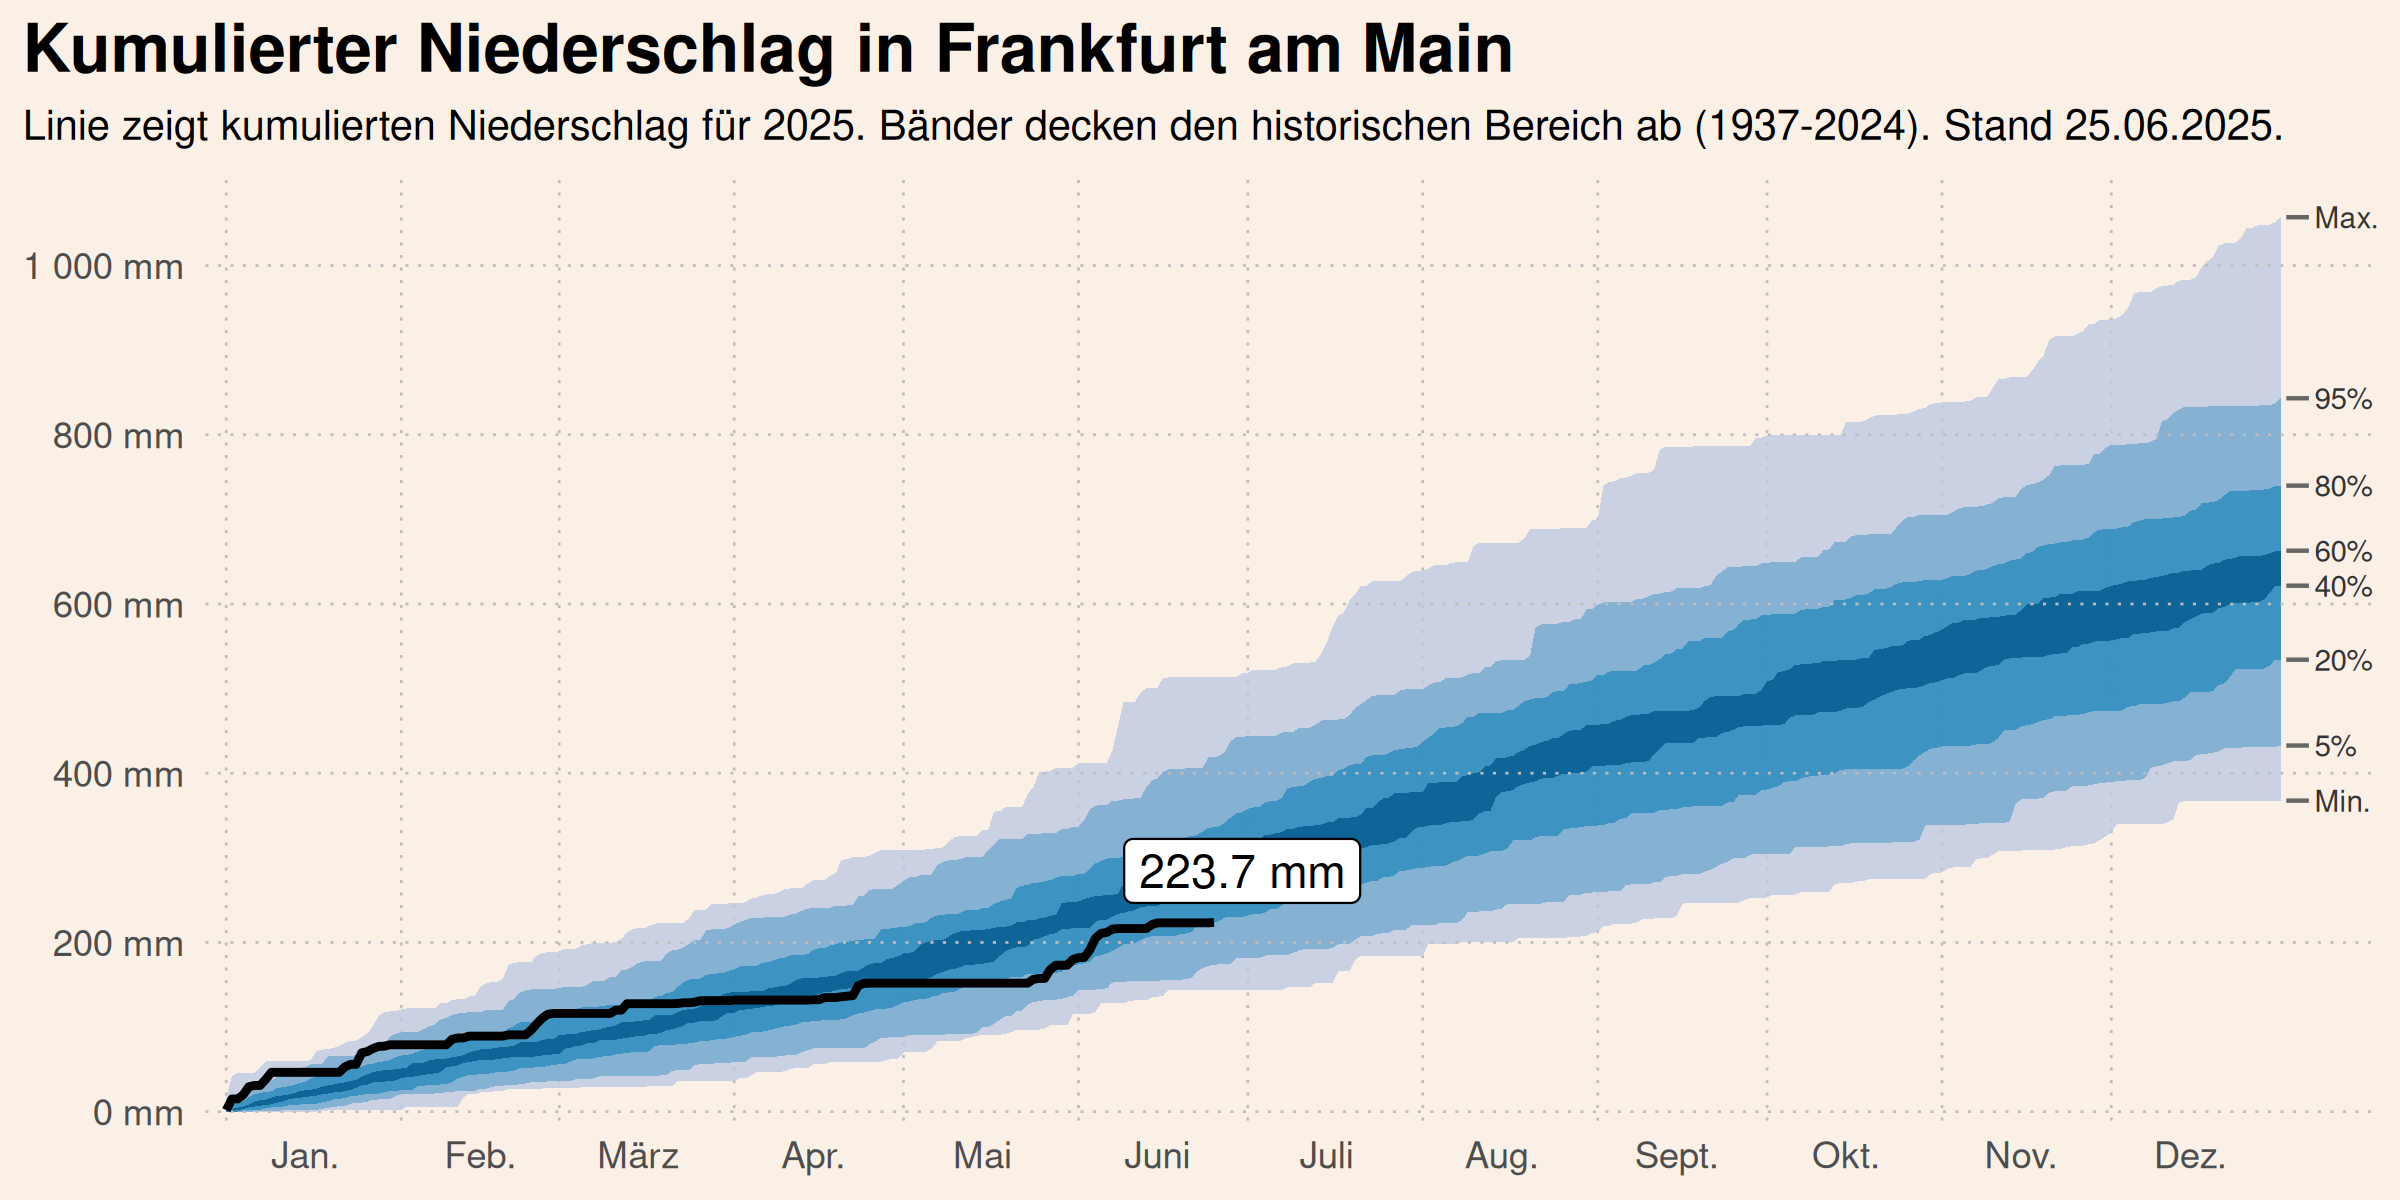 Kumulierter Niederschlag in Frankfurt am Main
Linie zeigt kumulierten Niederschlag für 2025. Bänder decken den historischen Bereich ab (1937-2024). Stand 25.06.2025.
Max.
1 000 mm
95%
800 mm
80%
60%
40%
600 mm
20%
5%
400 mm
Min.
223.7 mm
200 mm
0 mm
Jan. Feb. März Apr. Mai Juni Juli Aug. Sept. Okt. Nov. Dez.